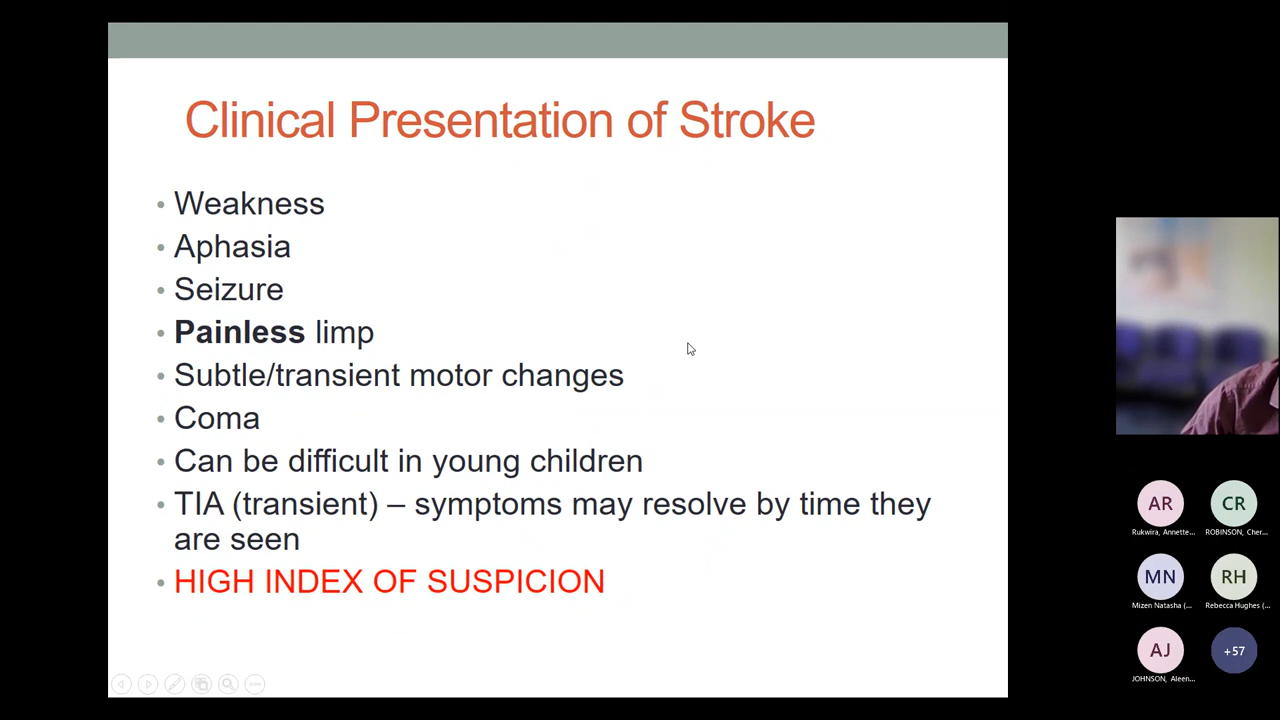 Clinical Presentation of Stroke
• Weakness
• Aphasia
• Seizure
• Painless limp
• Subtle/transient motor changes
• Coma
• Can be difficult in young children
• TIA (transient) – symptoms may resolve by time they
are seen
• HIGH INDEX OF SUSPICION
AR
CR
Rukwira, Annette...
ROBINSON, Cher...
MN
RH
Mizen Natasha (...
Rebecca Hughes (...
AJ
+57
JOHNSON, Aleen...